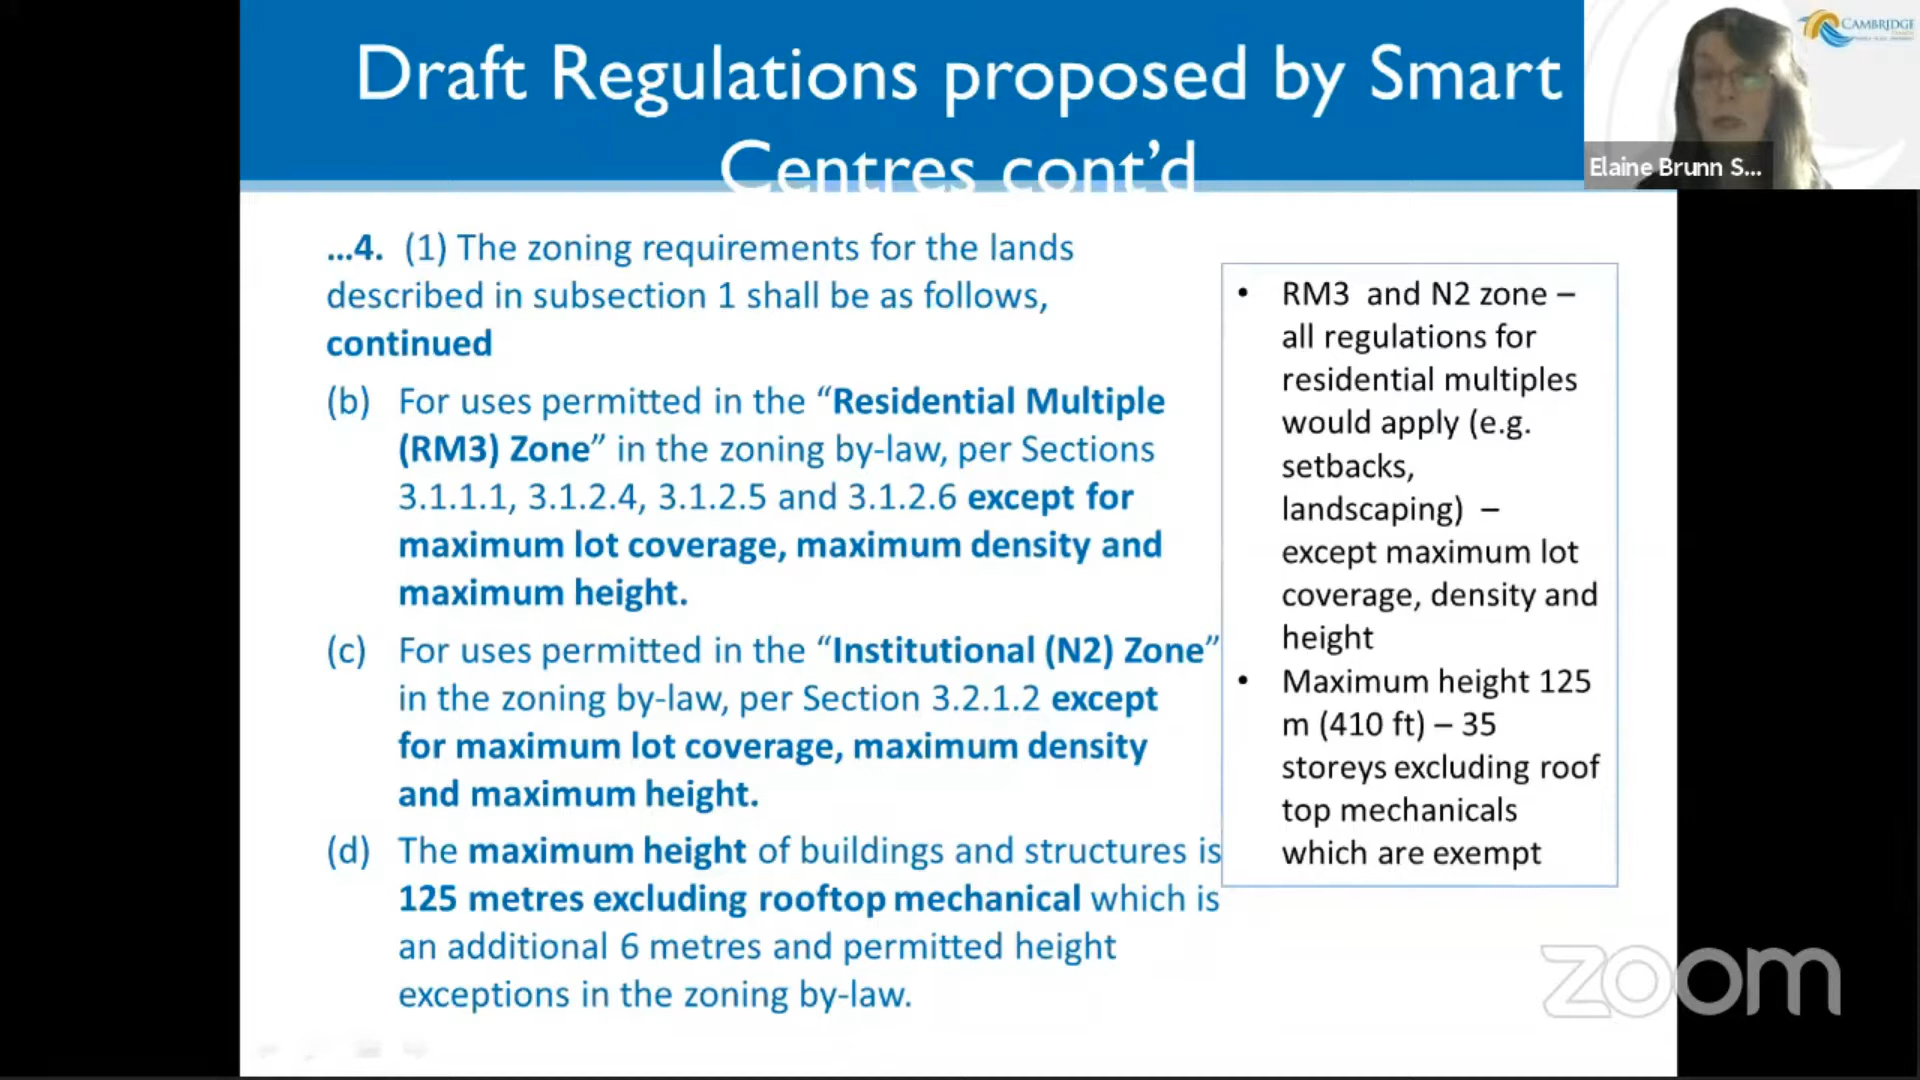 Draft Regulations proposed by Smart
Centres cont’d
CAMBRIDGE
Elaine Brunn S...
...4. (1) The zoning requirements for the lands
described in subsection 1 shall be as follows,
continued
(b) For uses permitted in the “Residential Multiple
(RM3) Zone” in the zoning by-law, per Sections
3.1.1.1, 3.1.2.4, 3.1.2.5 and 3.1.2.6 except for
maximum lot coverage, maximum density and
maximum height.
(c) For uses permitted in the “Institutional (N2) Zone”
in the zoning by-law, per Section 3.2.1.2 except
for maximum lot coverage, maximum density
and maximum height.
(d) The maximum height of buildings and structures is
125 metres excluding rooftop mechanical which is
an additional 6 metres and permitted height
exceptions in the zoning by-law.
• RM3 and N2 zone –
all regulations for
residential multiples
would apply (e.g.
setbacks,
landscaping) –
except maximum lot
coverage, density and
height
• Maximum height 125
m (410 ft) – 35
storeys excluding roof
top mechanicals
which are exempt
zoom